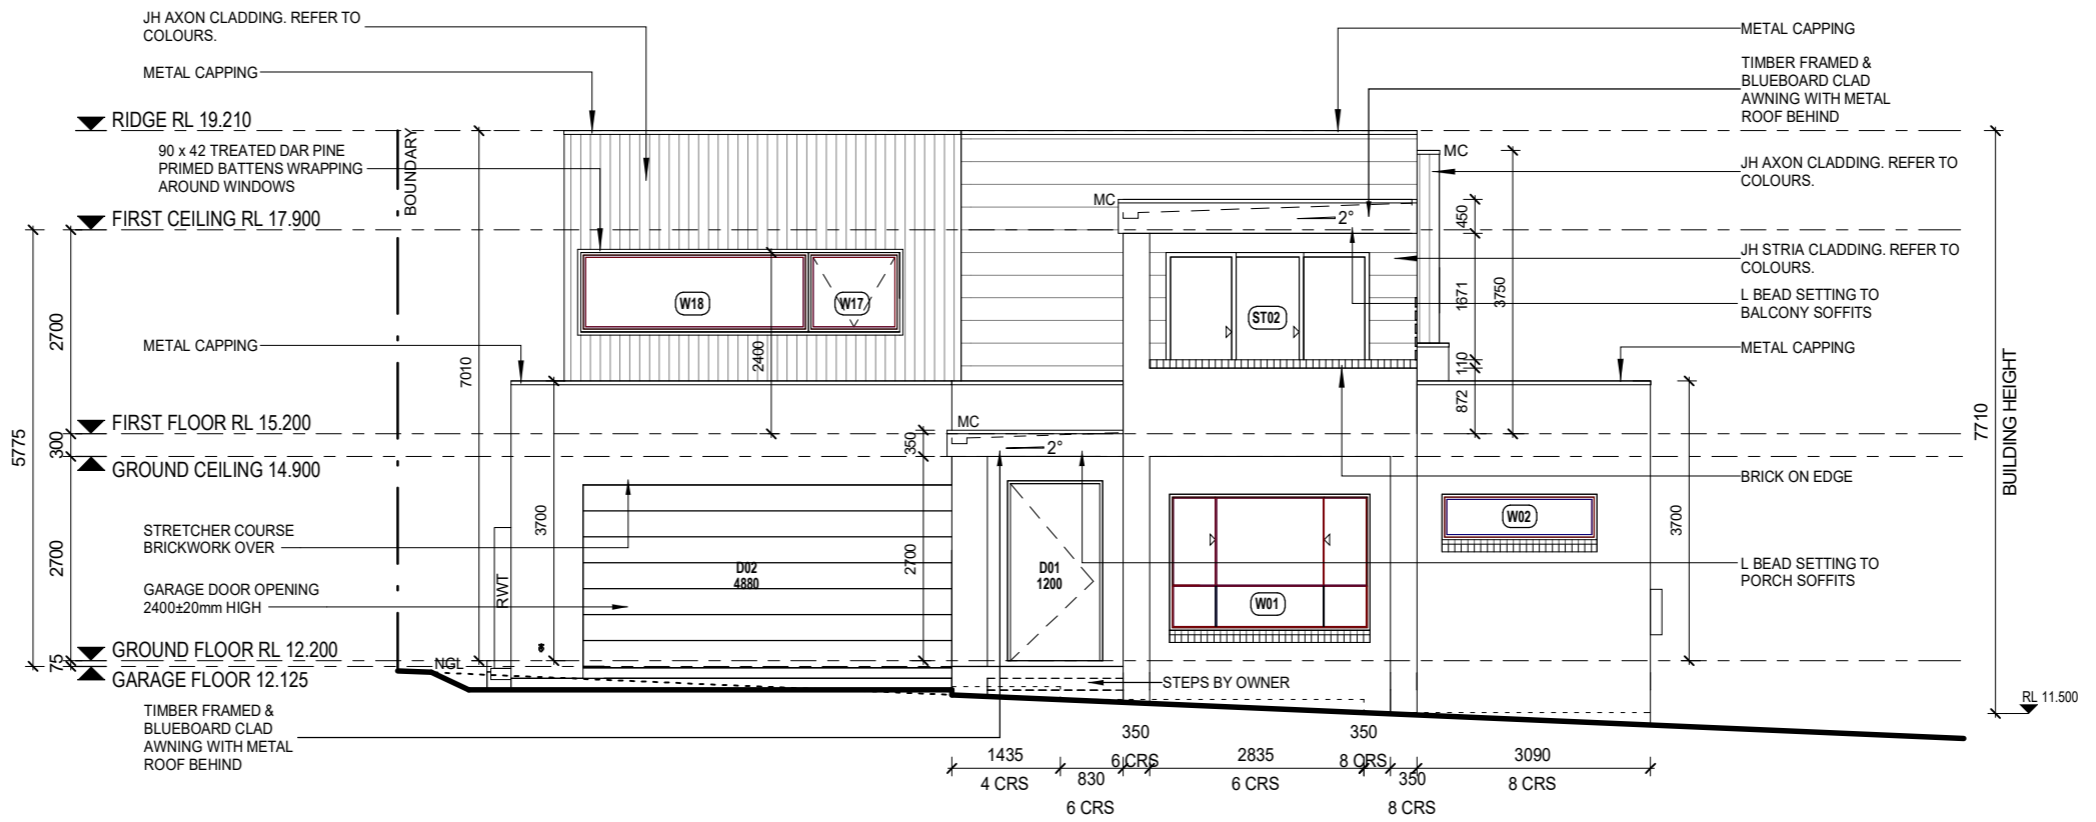 JH AXON CLADDING. REFER TO
COLOURS.
METAL CAPPING
RIDGE RL 19.210
90 x 42 TREATED DAR PINE
PRIMED BATTENS WRAPPING
AROUND WINDOWS
FIRST CEILING RL 17.900
METAL CAPPING
FIRST FLOOR RL 15.200
GROUND CEILING 14.900
STRETCHER COURSE
BRICKWORK OVER
GARAGE DOOR OPENING
2400±20mm HIGH
GROUND FLOOR RL 12.200
GARAGE FLOOR 12.125
TIMBER FRAMED &
BLUEBOARD CLAD
AWNING WITH METAL
ROOF BEHIND
5775
2700
300
2700
75
BOUNDARY
7010
NGL
RWT
3700
W18
W17
2400
D02
4880
MC
350
2°
2700
D01
1200
MC
2°
ST02
W01
STEPS BY OWNER
W02
MC
450
1671
110
872
3750
3700
METAL CAPPING
TIMBER FRAMED &
BLUEBOARD CLAD
AWNING WITH METAL
ROOF BEHIND
JH AXON CLADDING. REFER TO
COLOURS.
JH STRIA CLADDING. REFER TO
COLOURS.
L BEAD SETTING TO
BALCONY SOFFITS
METAL CAPPING
BRICK ON EDGE
L BEAD SETTING TO
PORCH SOFFITS
7710
BUILDING HEIGHT
RL 11.500
1435
4 CRS
830
6 CRS
350
6 CRS
2835
6 CRS
350
8 CRS
350
8 CRS
3090
8 CRS